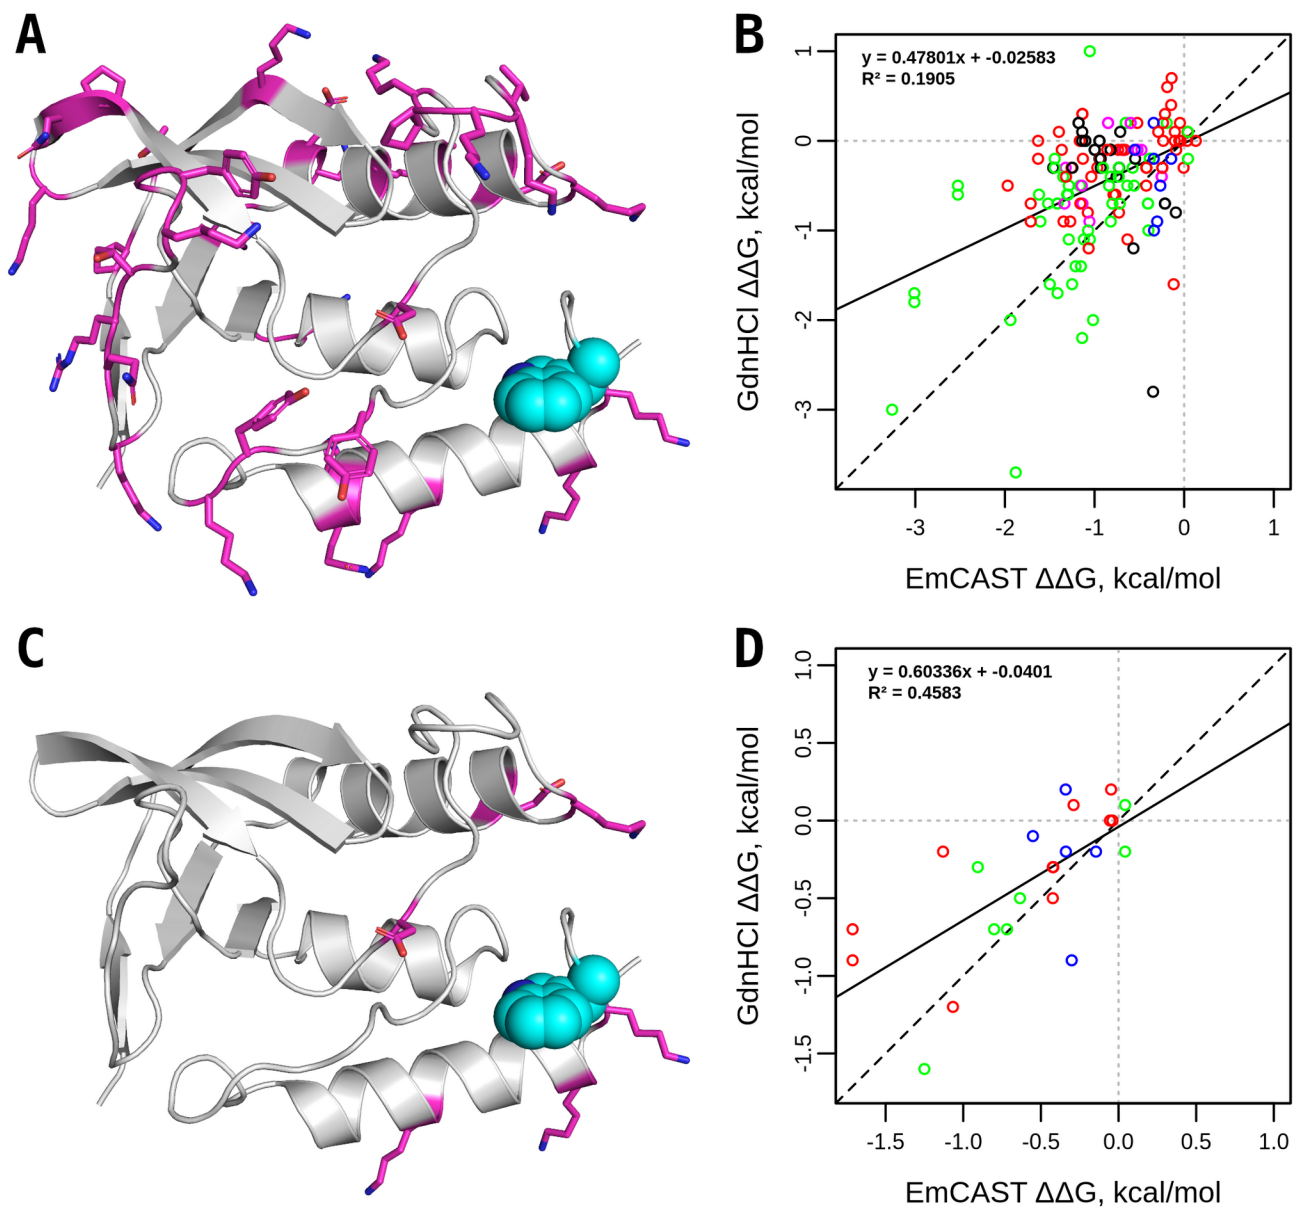 A
B
y = 0.47801x + -0.02583
R² = 0.1905
1
0
-1
-2
-3
GdnHCl ΔΔG, kcal/mol
-3
-2
-1
0
1
EmCAST ΔΔG, kcal/mol
C
D
y = 0.60336x + -0.0401
R² = 0.4583
1.0
0.5
0.0
-0.5
-1.0
-1.5
GdnHCl ΔΔG, kcal/mol
-1.5
-1.0
-0.5
0.0
0.5
1.0
EmCAST ΔΔG, kcal/mol